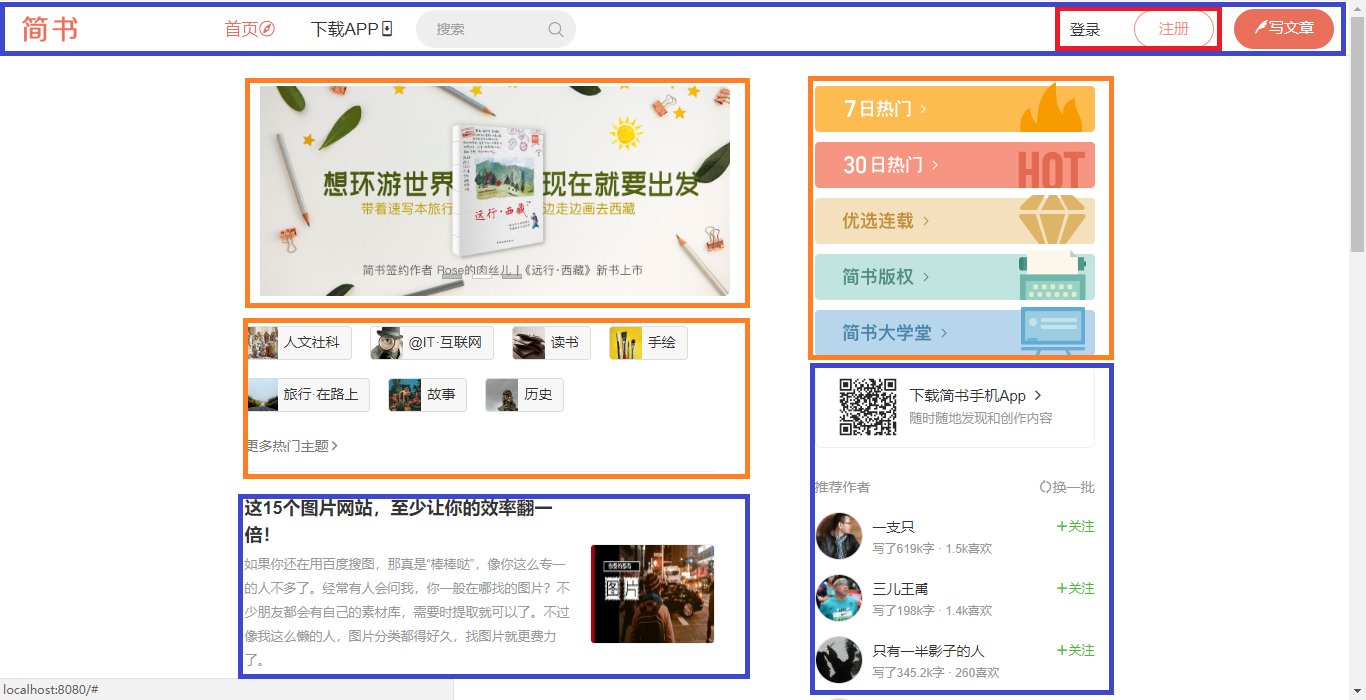 简书
首页
下载APP
搜索
登录
注册
写文章
想环游世界 现在就要出发
带着速写本旅行 边走边画去西藏
远行·西藏
简书签约作者 Rose的肉丝儿 |《远行·西藏》新书上市
7日热门
30日热门
HOT
优选连载
简书版权
简书大学堂
人文社科
@IT·互联网
读书
手绘
旅行·在路上
故事
历史
更多热门主题
下载简书手机App
随时随地发现和创作内容
这15个图片网站，至少让你的效率翻一
倍！
如果你还在用百度搜图，那真是“棒棒哒”，像你这么专一
的人不多了。经常有人会问我，你一般在哪找的图片？不
少朋友都会有自己的素材库，需要时提取就可以了。不过
像我这么懒的人，图片分类都得好久，找图片就更费力
了。
图片
推荐作者
换一批
一支只
+关注
写了619k字 · 1.5k喜欢
三儿王禹
+关注
写了198k字 · 1.4k喜欢
只有一半影子的人
+关注
写了345.2k字 · 260喜欢
localhost:8080/#